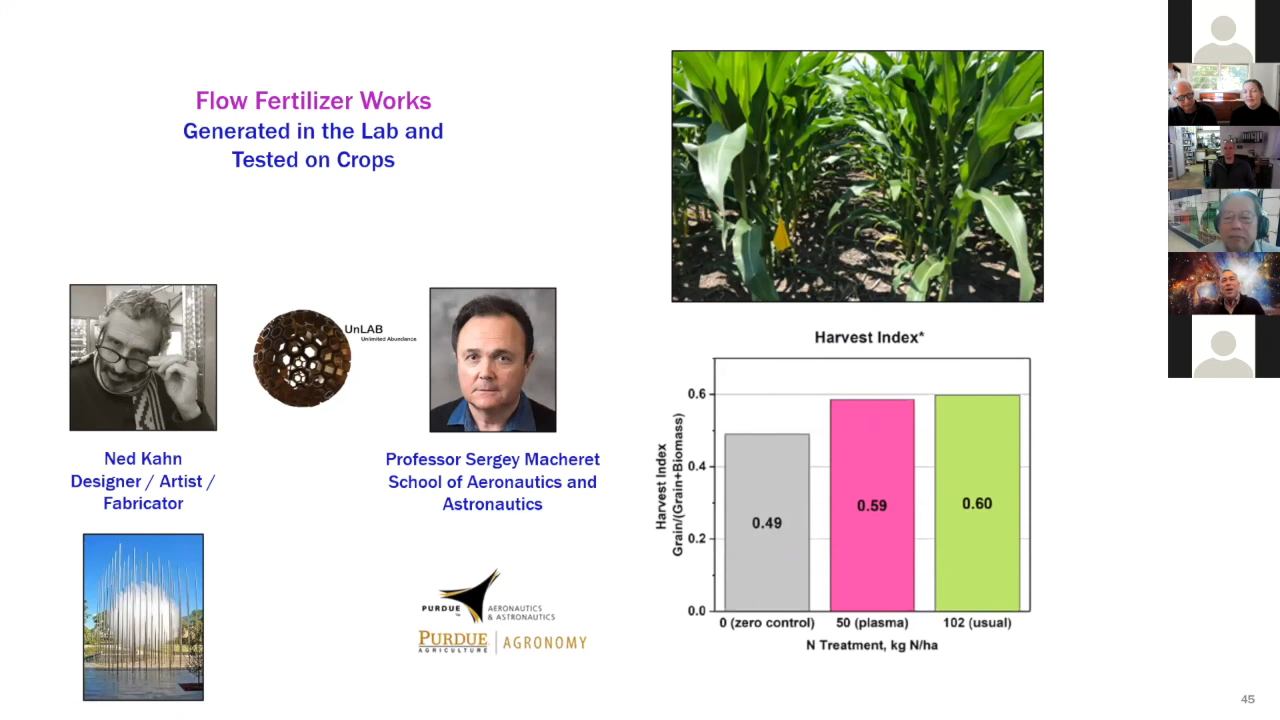 Flow Fertilizer Works
Generated in the Lab and
Tested on Crops
UnLAB
Unlimited Abundance
Ned Kahn
Designer / Artist /
Fabricator
Professor Sergey Macheret
School of Aeronautics and
Astronautics
PURDUE
AERONAUTICS
& ASTRONAUTICS
PURDUE
AGRICULTURE
AGRONOMY
Harvest Index*
Harvest Index
Grain/(Grain+Biomass)
0.6
0.4
0.2
0.0
0.49
0.59
0.60
0 (zero control)
50 (plasma)
102 (usual)
N Treatment, kg N/ha
45